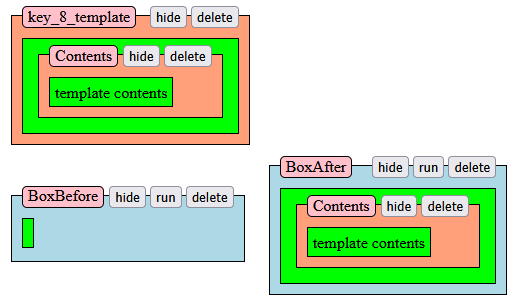 key_8_template hide delete
Contents hide delete
template contents
BoxBefore hide run delete
BoxAfter hide run delete
Contents hide delete
template contents